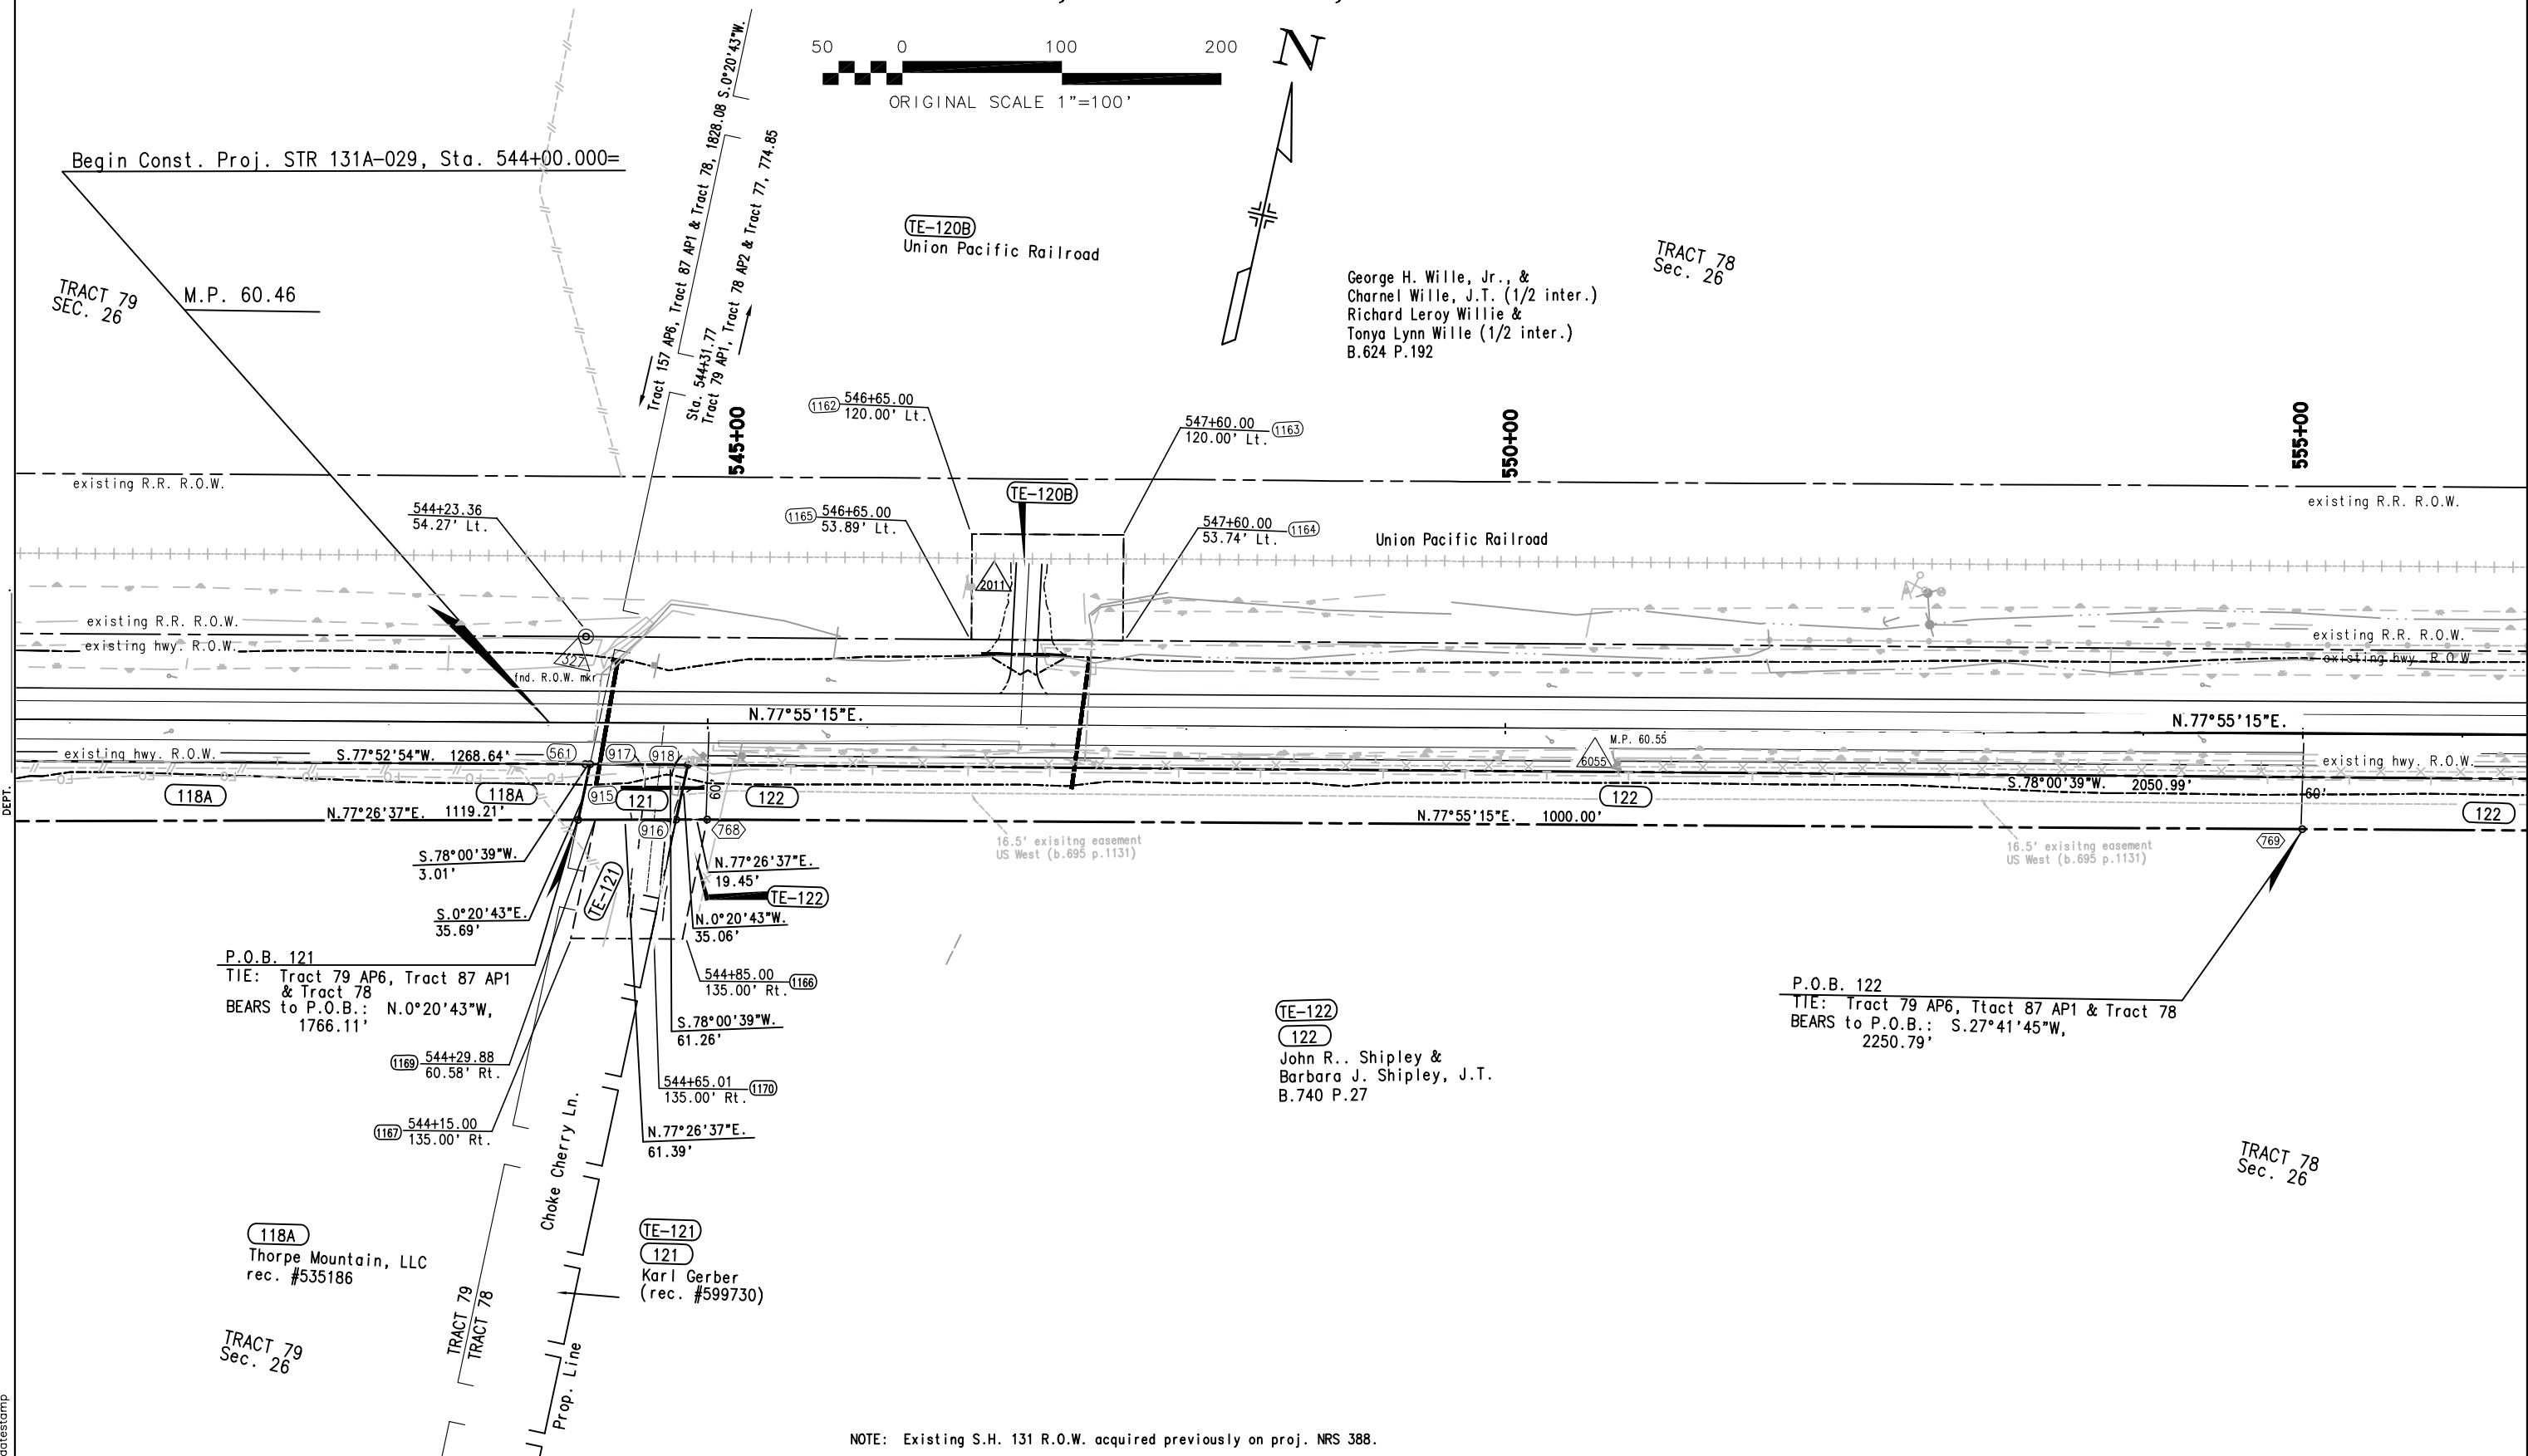 50 0 100 200
ORIGINAL SCALE 1"=100'
N
Begin Const. Proj. STR 131A-029, Sta. 544+00.000=
M.P. 60.46
TRACT 79
SEC. 26
Tract 157 AP6, Tract 87 AP1 & Tract 78, 1828.08 S.0°20'43"W.
Sta. 544+31.77
Tract 79 AP1, Tract 78 AP2 & Tract 77, 774.85
TE-120B
Union Pacific Railroad
George H. Wille, Jr., &
Charnel Wille, J.T. (1/2 inter.)
Richard Leroy Willie &
Tonya Lynn Wille (1/2 inter.)
B.624 P.192
TRACT 78
Sec. 26
545+00
550+00
555+00
1162 546+65.00
120.00' Lt.
547+60.00 1163
120.00' Lt.
existing R.R. R.O.W.
existing R.R. R.O.W.
TE-120B
544+23.36
54.27' Lt.
1165 546+65.00
53.89' Lt.
547+60.00 1164
53.74' Lt.
Union Pacific Railroad
2011
existing R.R. R.O.W.
existing hwy. R.O.W.
327
fnd. R.O.W. mkr.
existing R.R. R.O.W.
existing hwy. R.O.W.
N.77°55'15"E.
N.77°55'15"E.
existing hwy. R.O.W.
S.77°52'54"W. 1268.64'
561
917
918
M.P. 60.55
6055
existing hwy. R.O.W.
S.78°00'39"W. 2050.99'
118A
118A
915
121
60'
122
122
60'
122
N.77°26'37"E. 1119.21'
916
768
N.77°55'15"E. 1000.00'
769
16.5' exisitng easement
US West (b.695 p.1131)
16.5' exisitng easement
US West (b.695 p.1131)
S.78°00'39"W.
3.01'
TE-121
N.77°26'37"E.
19.45'
TE-122
S.0°20'43"E.
35.69'
N.0°20'43"W.
35.06'
P.O.B. 121
TIE: Tract 79 AP6, Tract 87 AP1
& Tract 78
BEARS to P.O.B.: N.0°20'43"W,
1766.11'
544+85.00 1166
135.00' Rt.
S.78°00'39"W.
61.26'
1169 544+29.88
60.58' Rt.
544+65.01 1170
135.00' Rt.
1167 544+15.00
135.00' Rt.
N.77°26'37"E.
61.39'
TE-122
122
John R.. Shipley &
Barbara J. Shipley, J.T.
B.740 P.27
P.O.B. 122
TIE: Tract 79 AP6, Ttact 87 AP1 & Tract 78
BEARS to P.O.B.: S.27°41'45"W,
2250.79'
TRACT 78
Sec. 26
Choke Cherry Ln.
118A
Thorpe Mountain, LLC
rec. #535186
TE-121
121
Karl Gerber
(rec. #599730)
TRACT 79
TRACT 78
TRACT 79
Sec. 26
Prop. Line
NOTE: Existing S.H. 131 R.O.W. acquired previously on proj. NRS 388.
DEPT.